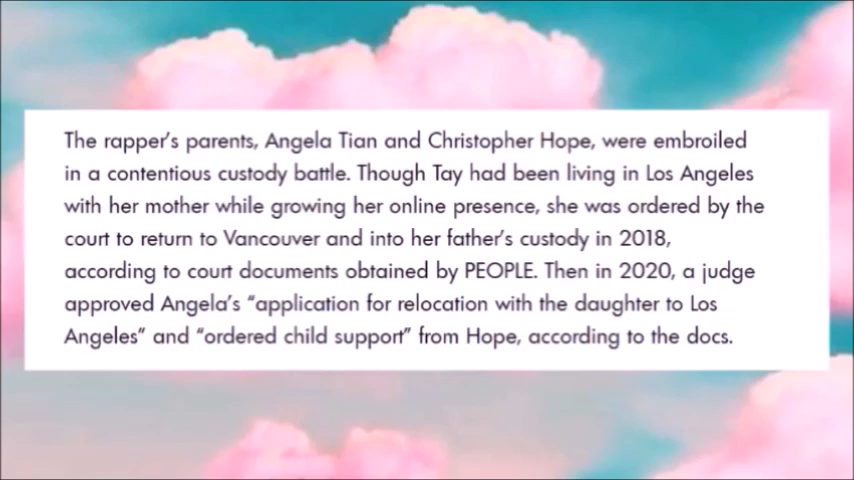 The rapper's parents, Angela Tian and Christopher Hope, were embroiled
in a contentious custody battle. Though Tay had been living in Los Angeles
with her mother while growing her online presence, she was ordered by the
court to return to Vancouver and into her father's custody in 2018,
according to court documents obtained by PEOPLE. Then in 2020, a judge
approved Angela's “application for relocation with the daughter to Los
Angeles” and “ordered child support” from Hope, according to the docs.